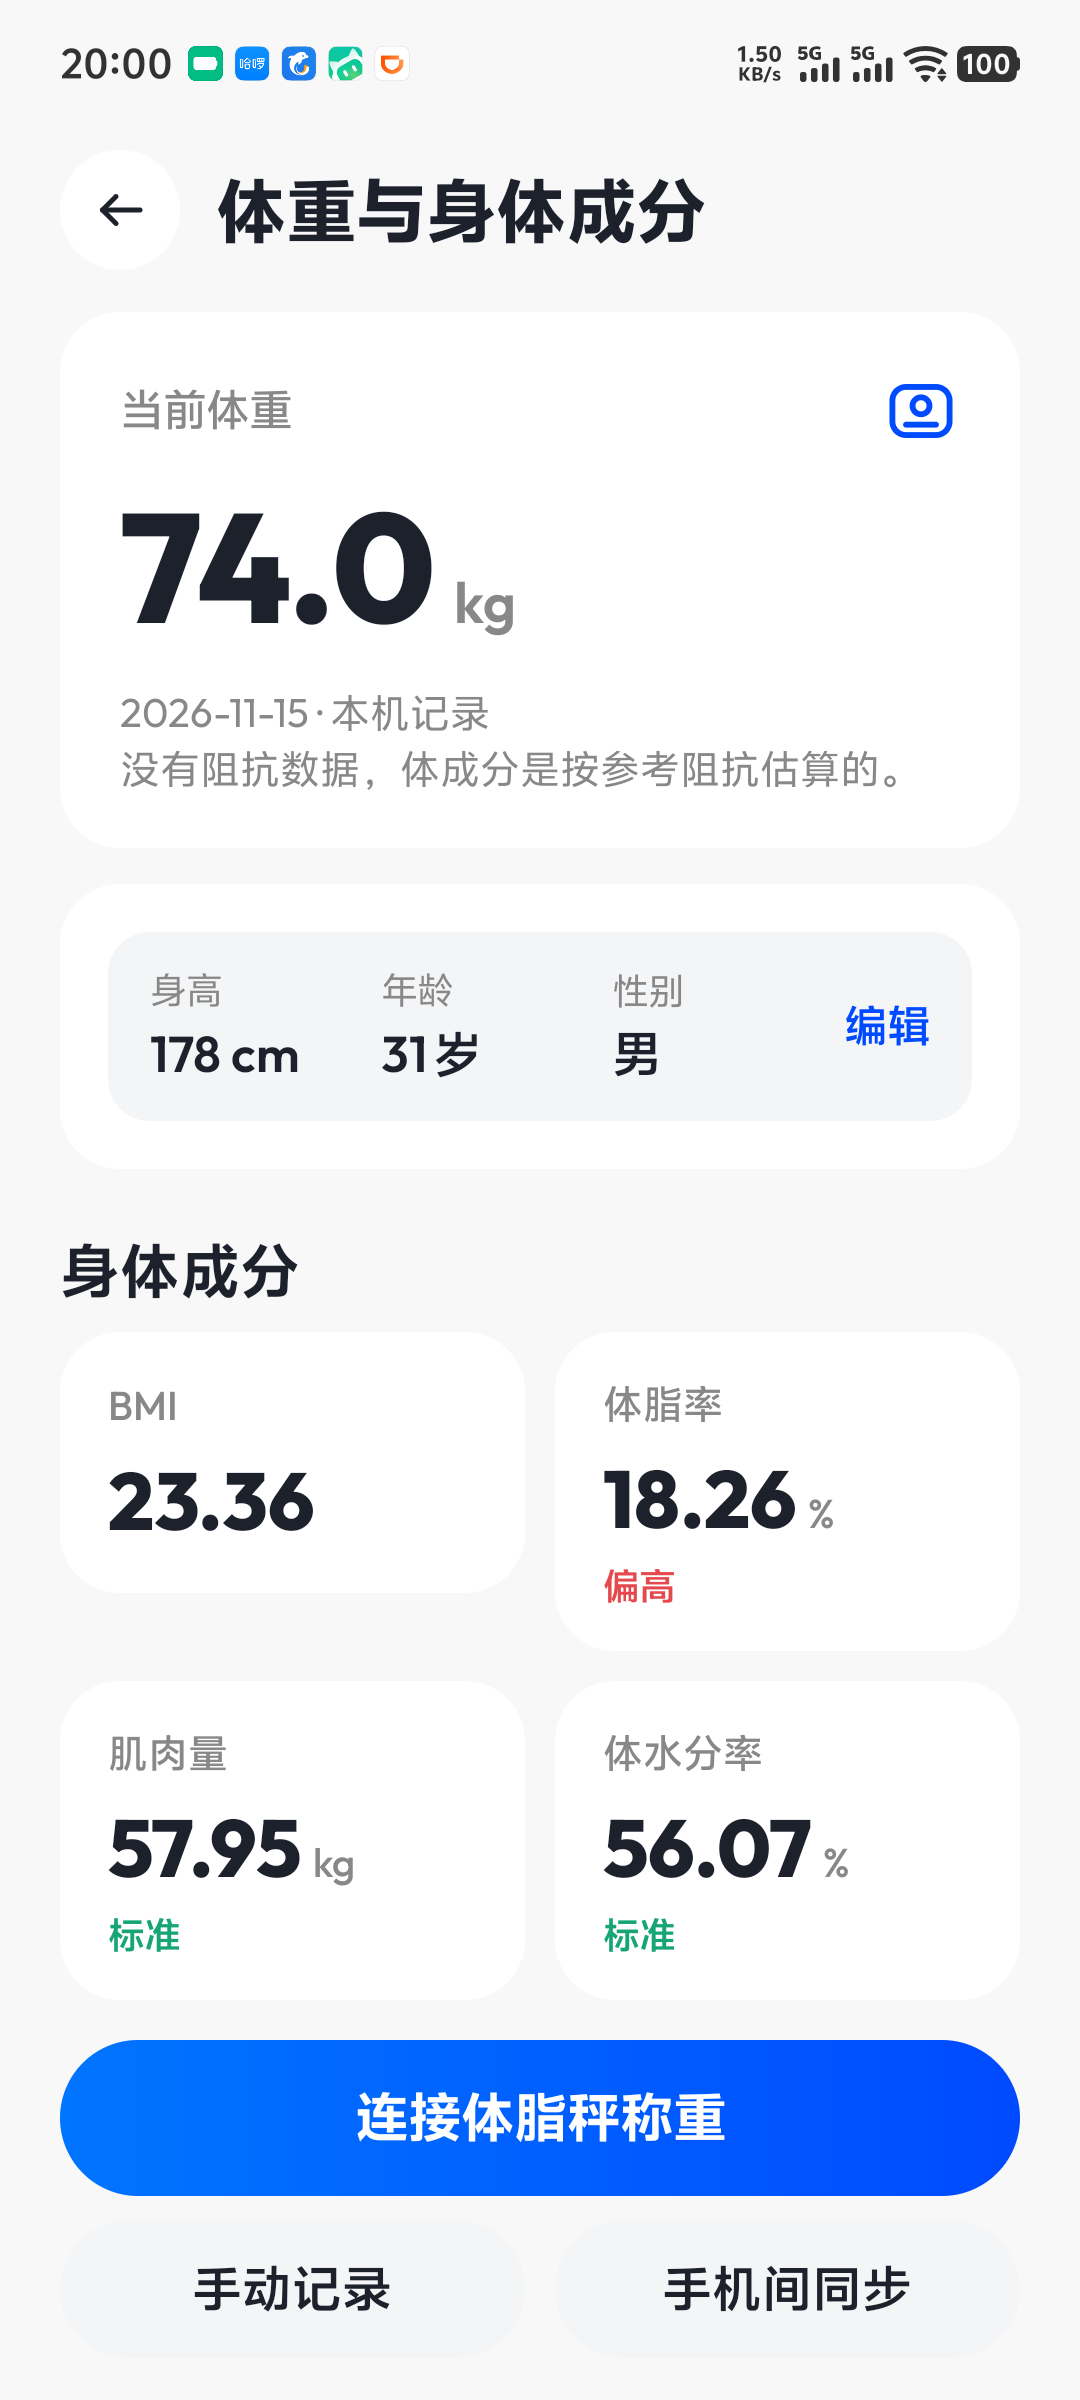 20:00 哈啰 1.50 KB/s 5G 5G 100
体重与身体成分
当前体重
74.0 kg
2026-11-15 · 本机记录
没有阻抗数据，体成分是按参考阻抗估算的。
身高 年龄 性别
178 cm 31 岁 男 编辑
身体成分
BMI
23.36
体脂率
18.26 %
偏高
肌肉量
57.95 kg
标准
体水分率
56.07 %
标准
连接体脂秤称重
手动记录 手机间同步